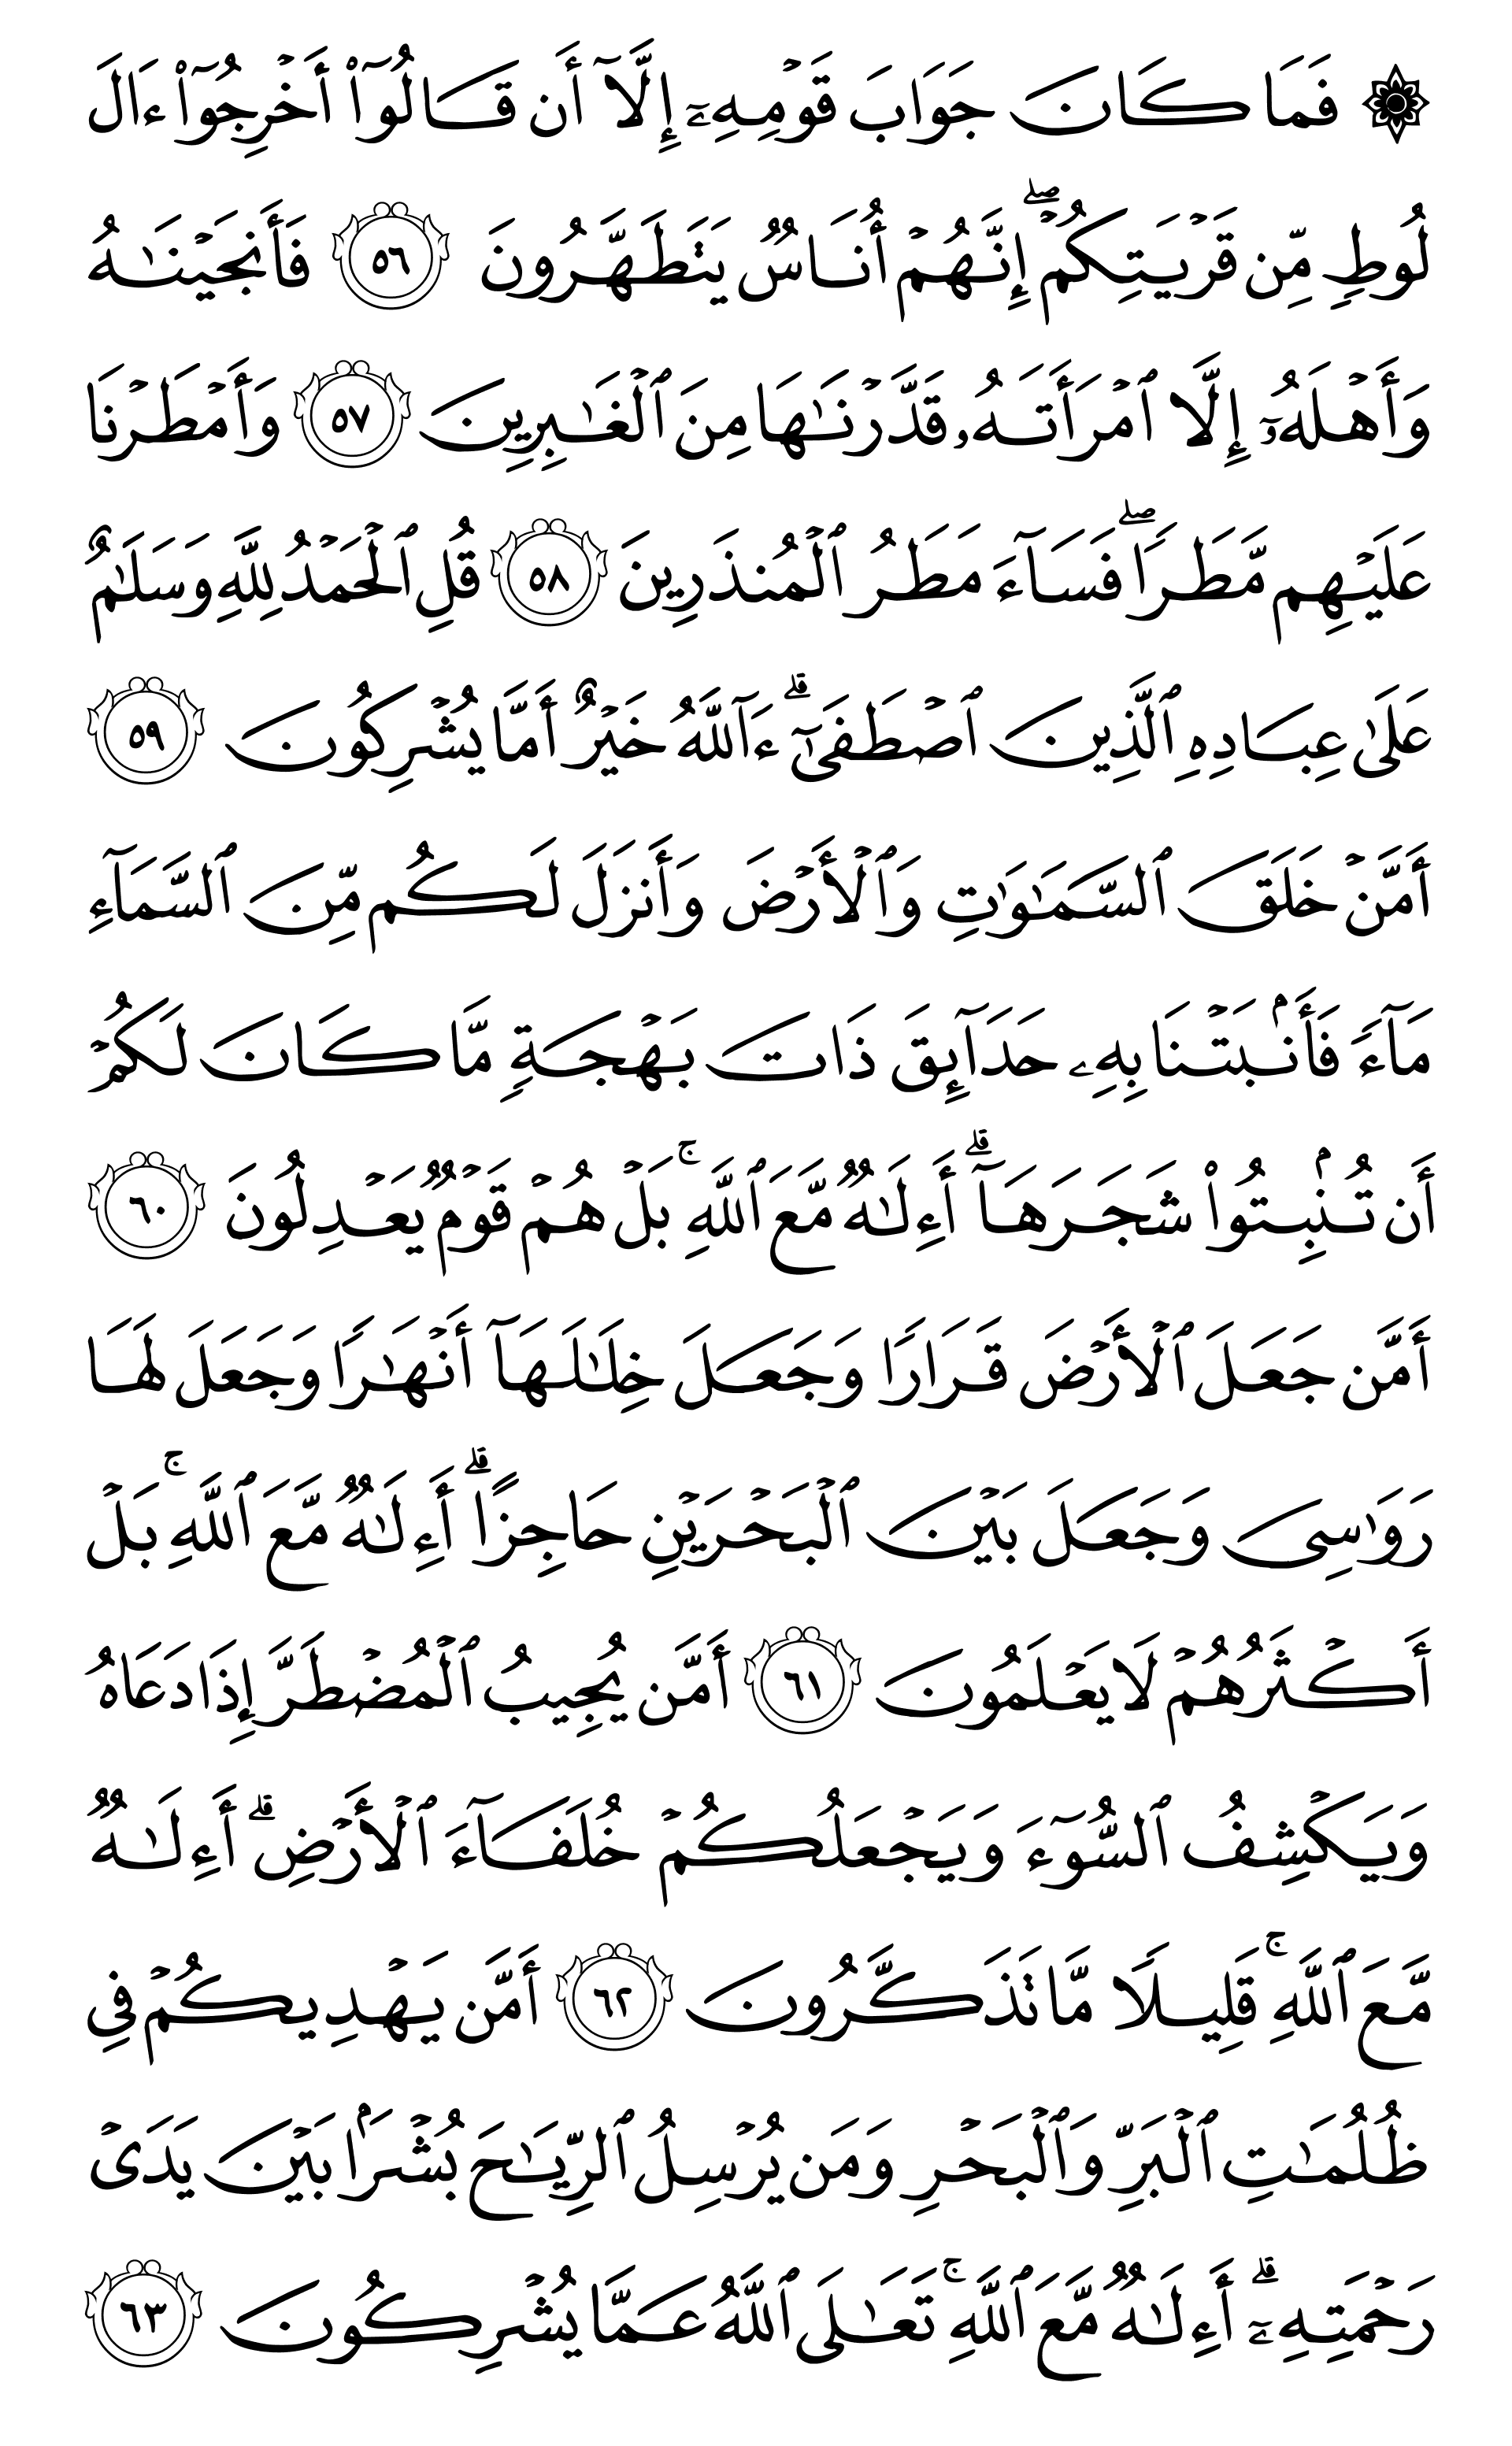 ۞ فَمَا كَانَ جَوَابَ قَوْمِهِۦٓ إِلَّآ أَن قَالُوٓا۟ أَخْرِجُوٓا۟ ءَالَ
لُوطٍ مِّن قَرْيَتِكُمْ ۖ إِنَّهُمْ أُنَاسٌ يَتَطَهَّرُونَ ٥٦ فَأَنجَيْنَـٰهُ
وَأَهْلَهُۥٓ إِلَّا ٱمْرَأَتَهُۥ قَدَّرْنَـٰهَا مِنَ ٱلْغَـٰبِرِينَ ٥٧ وَأَمْطَرْنَا
عَلَيْهِم مَّطَرًا ۖ فَسَآءَ مَطَرُ ٱلْمُنذَرِينَ ٥٨ قُلِ ٱلْحَمْدُ لِلَّهِ وَسَلَـٰمٌ
عَلَىٰ عِبَادِهِ ٱلَّذِينَ ٱصْطَفَىٰٓ ۗ ءَآللَّهُ خَيْرٌ أَمَّا يُشْرِكُونَ ٥٩
أَمَّنْ خَلَقَ ٱلسَّمَـٰوَٰتِ وَٱلْأَرْضَ وَأَنزَلَ لَكُم مِّنَ ٱلسَّمَآءِ
مَآءً فَأَنۢبَتْنَا بِهِۦ حَدَآئِقَ ذَاتَ بَهْجَةٍ مَّا كَانَ لَكُمْ
أَن تُنۢبِتُوا۟ شَجَرَهَآ ۗ أَءِلَـٰهٌ مَّعَ ٱللَّهِ ۚ بَلْ هُمْ قَوْمٌ يَعْدِلُونَ ٦٠
أَمَّن جَعَلَ ٱلْأَرْضَ قَرَارًا وَجَعَلَ خِلَـٰلَهَآ أَنْهَـٰرًا وَجَعَلَ لَهَا
رَوَٰسِىَ وَجَعَلَ بَيْنَ ٱلْبَحْرَيْنِ حَاجِزًا ۗ أَءِلَـٰهٌ مَّعَ ٱللَّهِ ۚ بَلْ
أَكْثَرُهُمْ لَا يَعْلَمُونَ ٦١ أَمَّن يُجِيبُ ٱلْمُضْطَرَّ إِذَا دَعَاهُ
وَيَكْشِفُ ٱلسُّوٓءَ وَيَجْعَلُكُمْ خُلَفَآءَ ٱلْأَرْضِ ۗ أَءِلَـٰهٌ
مَّعَ ٱللَّهِ ۚ قَلِيلًا مَّا تَذَكَّرُونَ ٦٢ أَمَّن يَهْدِيكُمْ فِى
ظُلُمَـٰتِ ٱلْبَرِّ وَٱلْبَحْرِ وَمَن يُرْسِلُ ٱلرِّيَـٰحَ بُشْرًۢا بَيْنَ يَدَىْ
رَحْمَتِهِۦٓ ۗ أَءِلَـٰهٌ مَّعَ ٱللَّهِ ۚ تَعَـٰلَى ٱللَّهُ عَمَّا يُشْرِكُونَ ٦٣